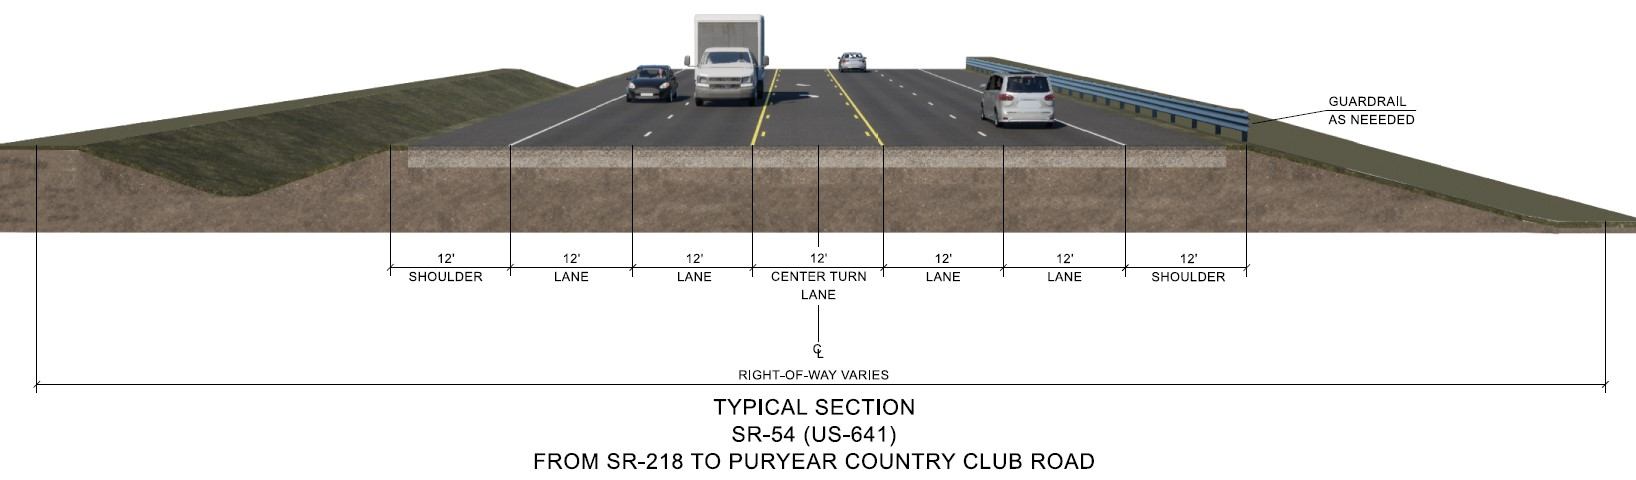 GUARDRAIL
AS NEEEDED
12' 12' 12' 12' 12' 12' 12'
SHOULDER LANE LANE CENTER TURN LANE LANE SHOULDER
LANE
℄
RIGHT-OF-WAY VARIES
TYPICAL SECTION
SR-54 (US-641)
FROM SR-218 TO PURYEAR COUNTRY CLUB ROAD